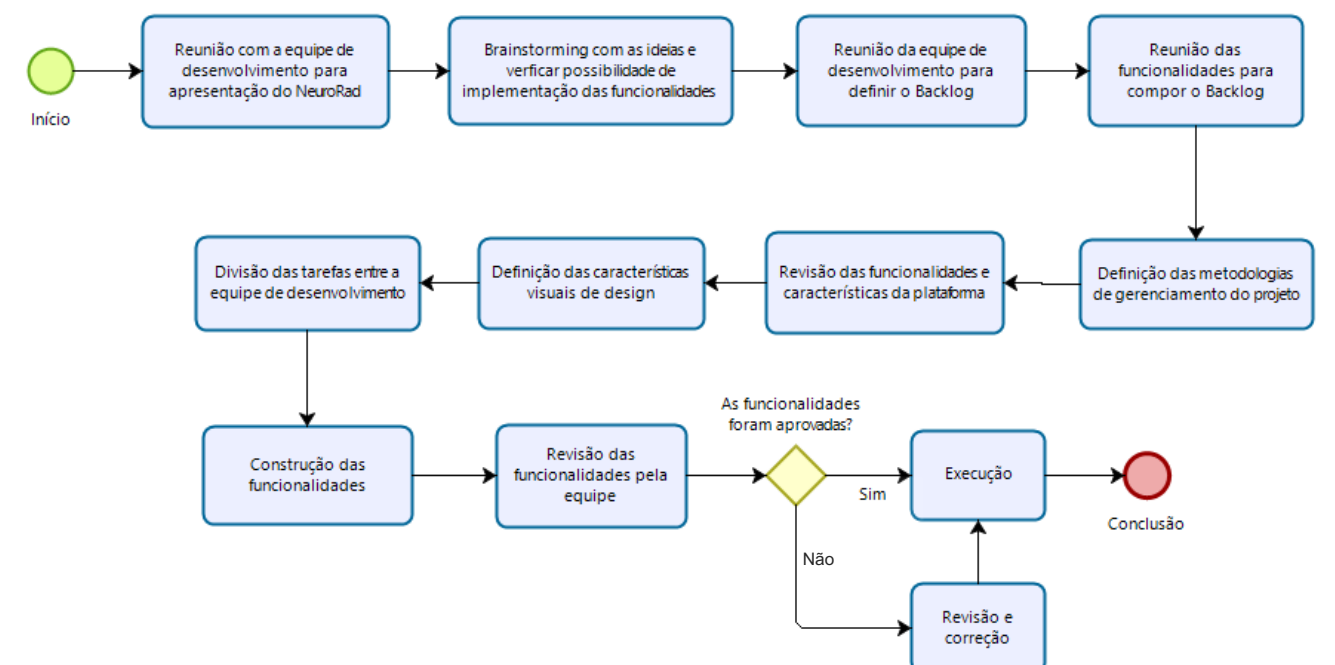 Início
Reunião com a equipe de
desenvolvimento para
apresentação do NeuroRad
Brainstorming com as ideias e
verficar possibilidade de
implementação das funcionalidades
Reunião da equipe de
desenvolvimento para
definir o Backlog
Reunião das
funcionalidades para
compor o Backlog
Definição das metodologias
de gerenciamento do projeto
Revisão das funcionalidades e
características da plataforma
Definição das características
visuais de design
Divisão das tarefas entre a
equipe de desenvolvimento
Construção das
funcionalidades
Revisão das
funcionalidades pela
equipe
As funcionalidades
foram aprovadas?
Sim
Execução
Conclusão
Não
Revisão e
correção